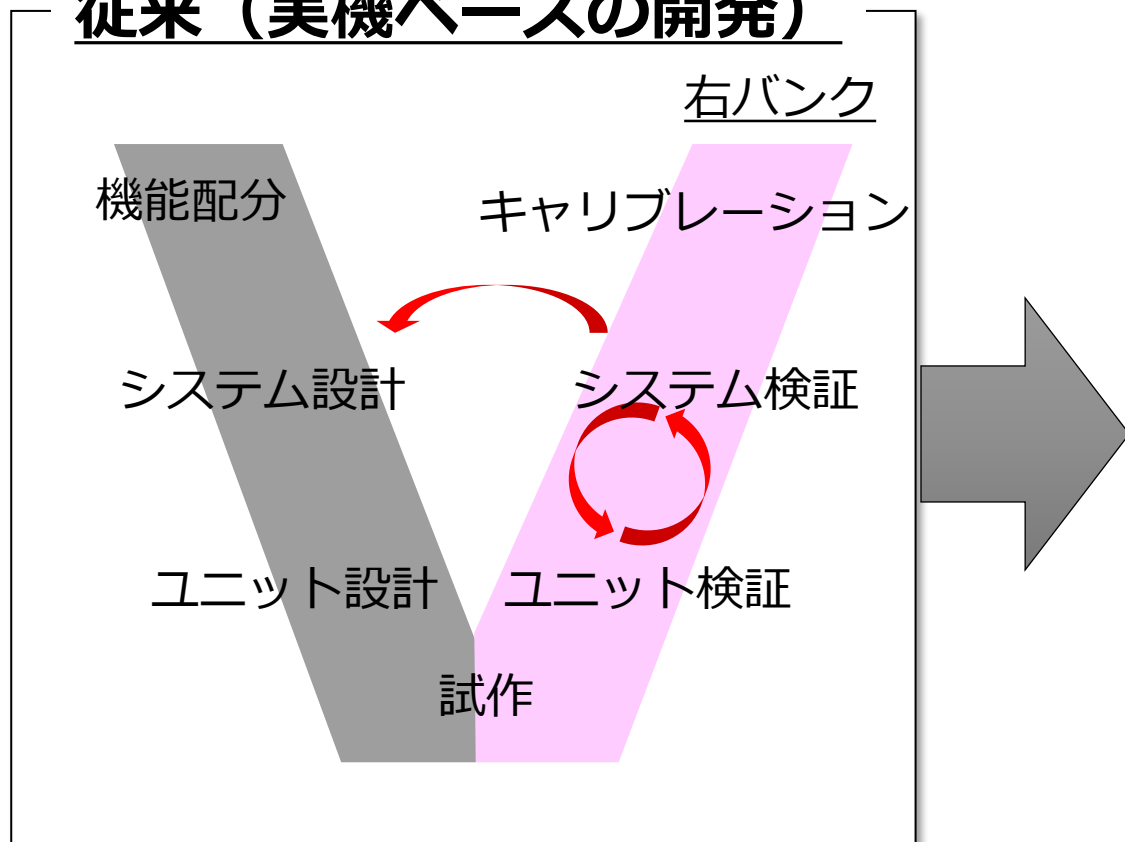 従来（実機ベースの開発）
右バンク
機能配分
キャリブレーション
システム設計
システム検証
ユニット設計
ユニット検証
試作